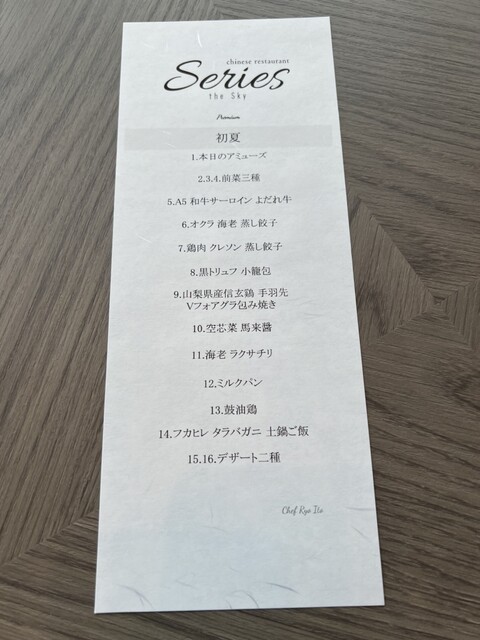 chinese restaurant
Series
the Sky
Premium
初夏
1.本日のアミューズ
2.3.4.前菜三種
5.A5 和牛サーロイン よだれ牛
6.オクラ 海老 蒸し餃子
7.鶏肉 クレソン 蒸し餃子
8.黒トリュフ 小龍包
9.山梨県産信玄鶏 手羽先
Vフォアグラ包み焼き
10.空芯菜 馬来醤
11.海老 ラクサチリ
12.ミルクパン
13.鼓油鶏
14.フカヒレ タラバガニ 土鍋ご飯
15.16.デザート二種
Chef Ryo Ito